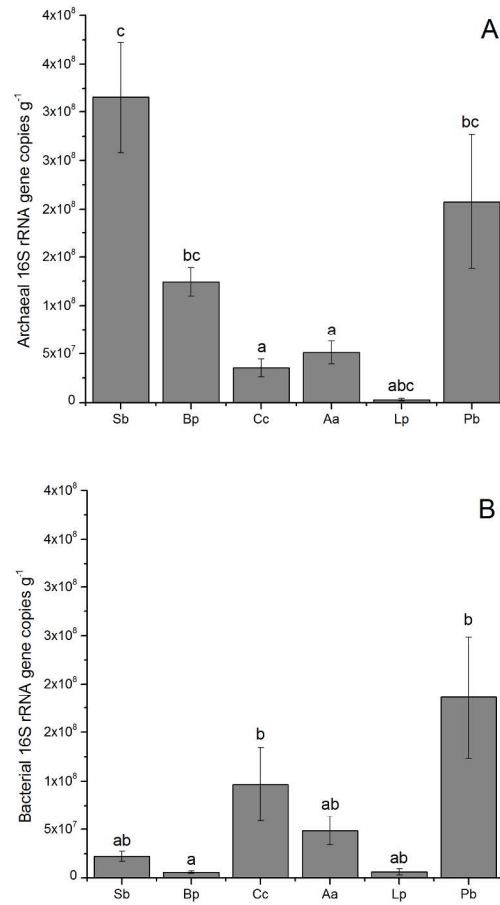 A
Archaeal 16S rRNA gene copies g⁻¹
4x10⁸
4x10⁸
3x10⁸
3x10⁸
2x10⁸
2x10⁸
1x10⁸
5x10⁷
0
c
bc
a
a
abc
bc
Sb Bp Cc Aa Lp Pb
B
Bacterial 16S rRNA gene copies g⁻¹
4x10⁸
4x10⁸
3x10⁸
3x10⁸
2x10⁸
2x10⁸
1x10⁸
5x10⁷
0
ab
a
b
ab
ab
b
Sb Bp Cc Aa Lp Pb